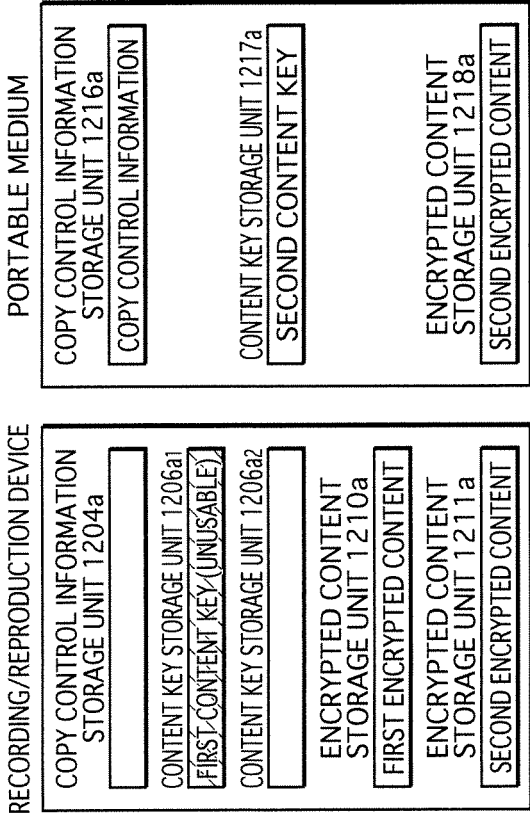 RECORDING/REPRODUCTION DEVICE
COPY CONTROL INFORMATION
STORAGE UNIT 1204a
CONTENT KEY STORAGE UNIT 1206a1
FIRST CONTENT KEY (UNUSABLE)
CONTENT KEY STORAGE UNIT 1206a2
ENCRYPTED CONTENT
STORAGE UNIT 1210a
FIRST ENCRYPTED CONTENT
ENCRYPTED CONTENT
STORAGE UNIT 1211a
SECOND ENCRYPTED CONTENT
PORTABLE MEDIUM
COPY CONTROL INFORMATION
STORAGE UNIT 1216a
COPY CONTROL INFORMATION
CONTENT KEY STORAGE UNIT 1217a
SECOND CONTENT KEY
ENCRYPTED CONTENT
STORAGE UNIT 1218a
SECOND ENCRYPTED CONTENT